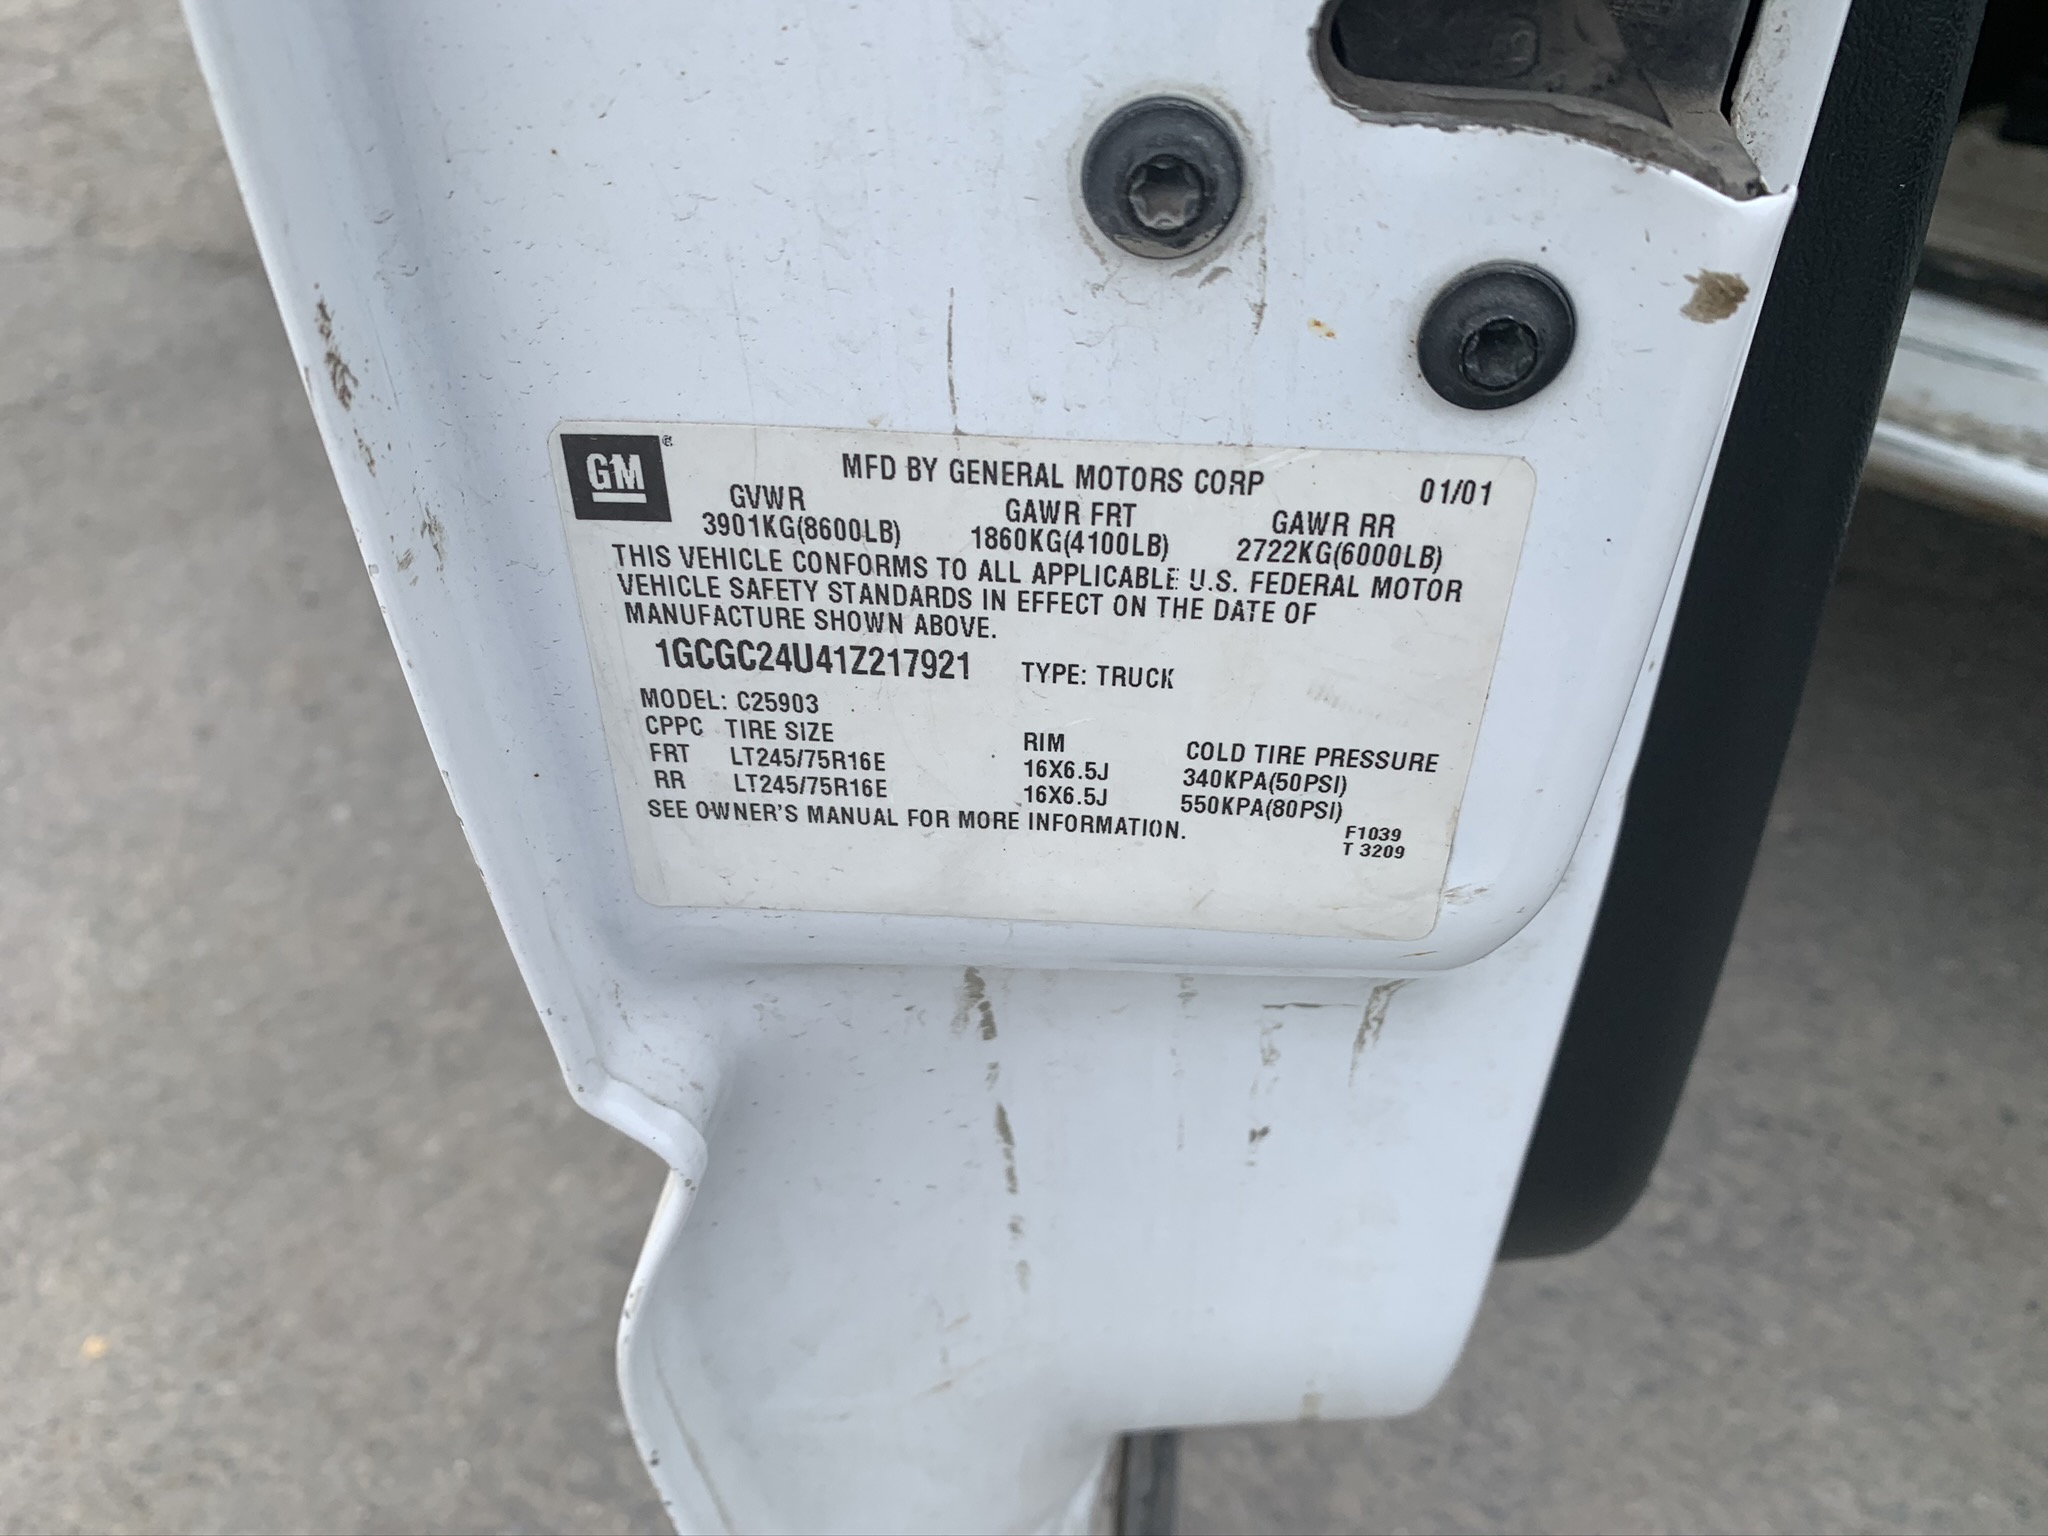 GM
MFD BY GENERAL MOTORS CORP 01/01
GVWR GAWR FRT GAWR RR
3901KG(8600LB) 1860KG(4100LB) 2722KG(6000LB)
THIS VEHICLE CONFORMS TO ALL APPLICABLE U.S. FEDERAL MOTOR
VEHICLE SAFETY STANDARDS IN EFFECT ON THE DATE OF
MANUFACTURE SHOWN ABOVE.
1GCGC24U41Z217921 TYPE: TRUCK
MODEL: C25903
CPPC TIRE SIZE RIM COLD TIRE PRESSURE
FRT LT245/75R16E 16X6.5J 340KPA(50PSI)
RR LT245/75R16E 16X6.5J 550KPA(80PSI)
SEE OWNER'S MANUAL FOR MORE INFORMATION.
F1039
T 3209